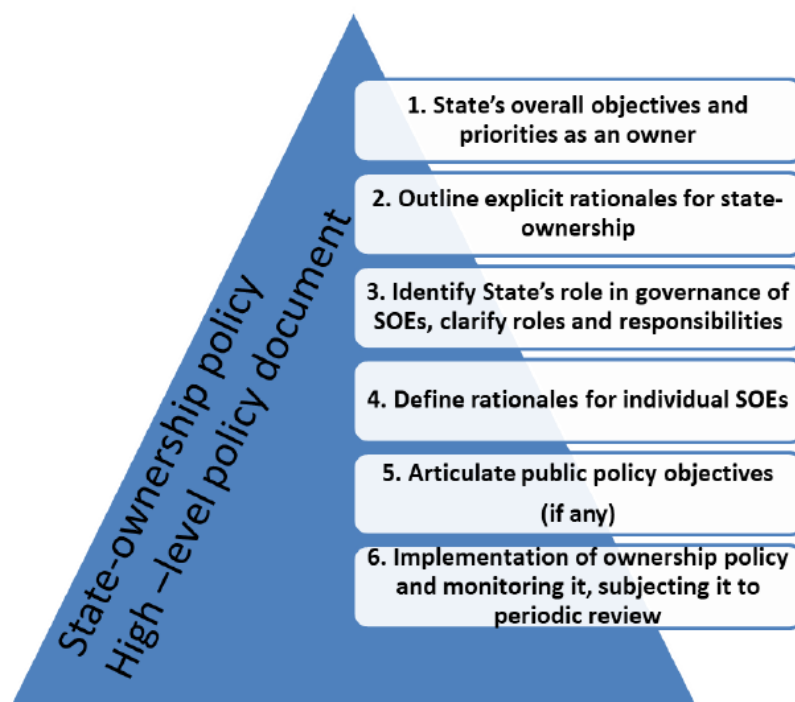 State-ownership policy
High –level policy document
1. State's overall objectives and
priorities as an owner
2. Outline explicit rationales for state-
ownership
3. Identify State's role in governance of
SOEs, clarify roles and responsibilities
4. Define rationales for individual SOEs
5. Articulate public policy objectives
(if any)
6. Implementation of ownership policy
and monitoring it, subjecting it to
periodic review